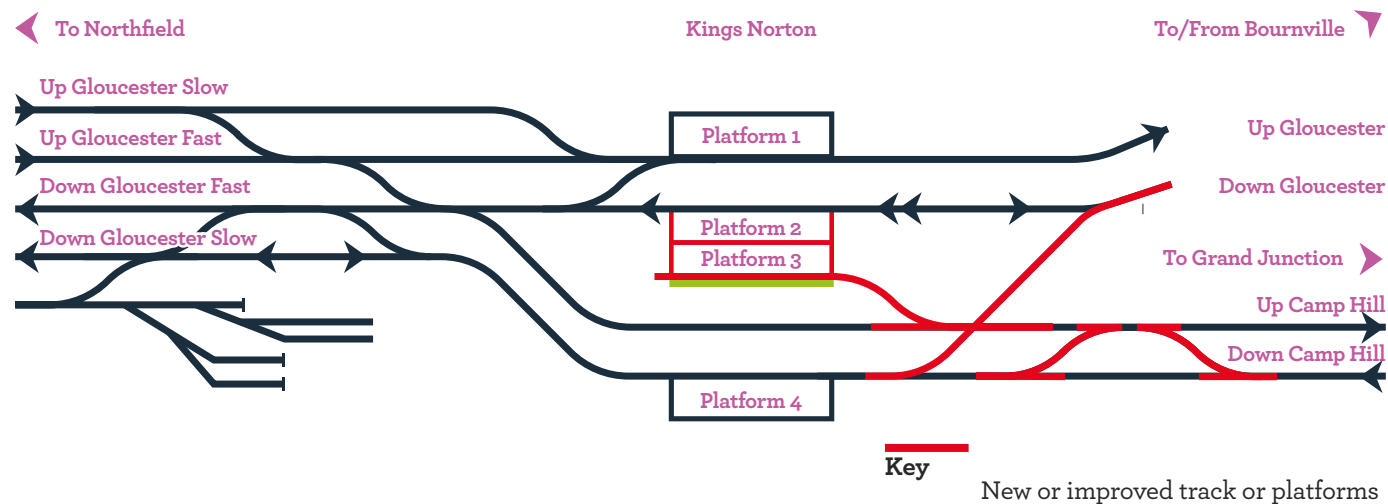 To Northfield
Kings Norton
To/From Bournville
Up Gloucester Slow
Up Gloucester Fast
Platform 1
Up Gloucester
Down Gloucester Fast
Down Gloucester
Platform 2
Down Gloucester Slow
Platform 3
To Grand Junction
Up Camp Hill
Down Camp Hill
Platform 4
Key
New or improved track or platforms